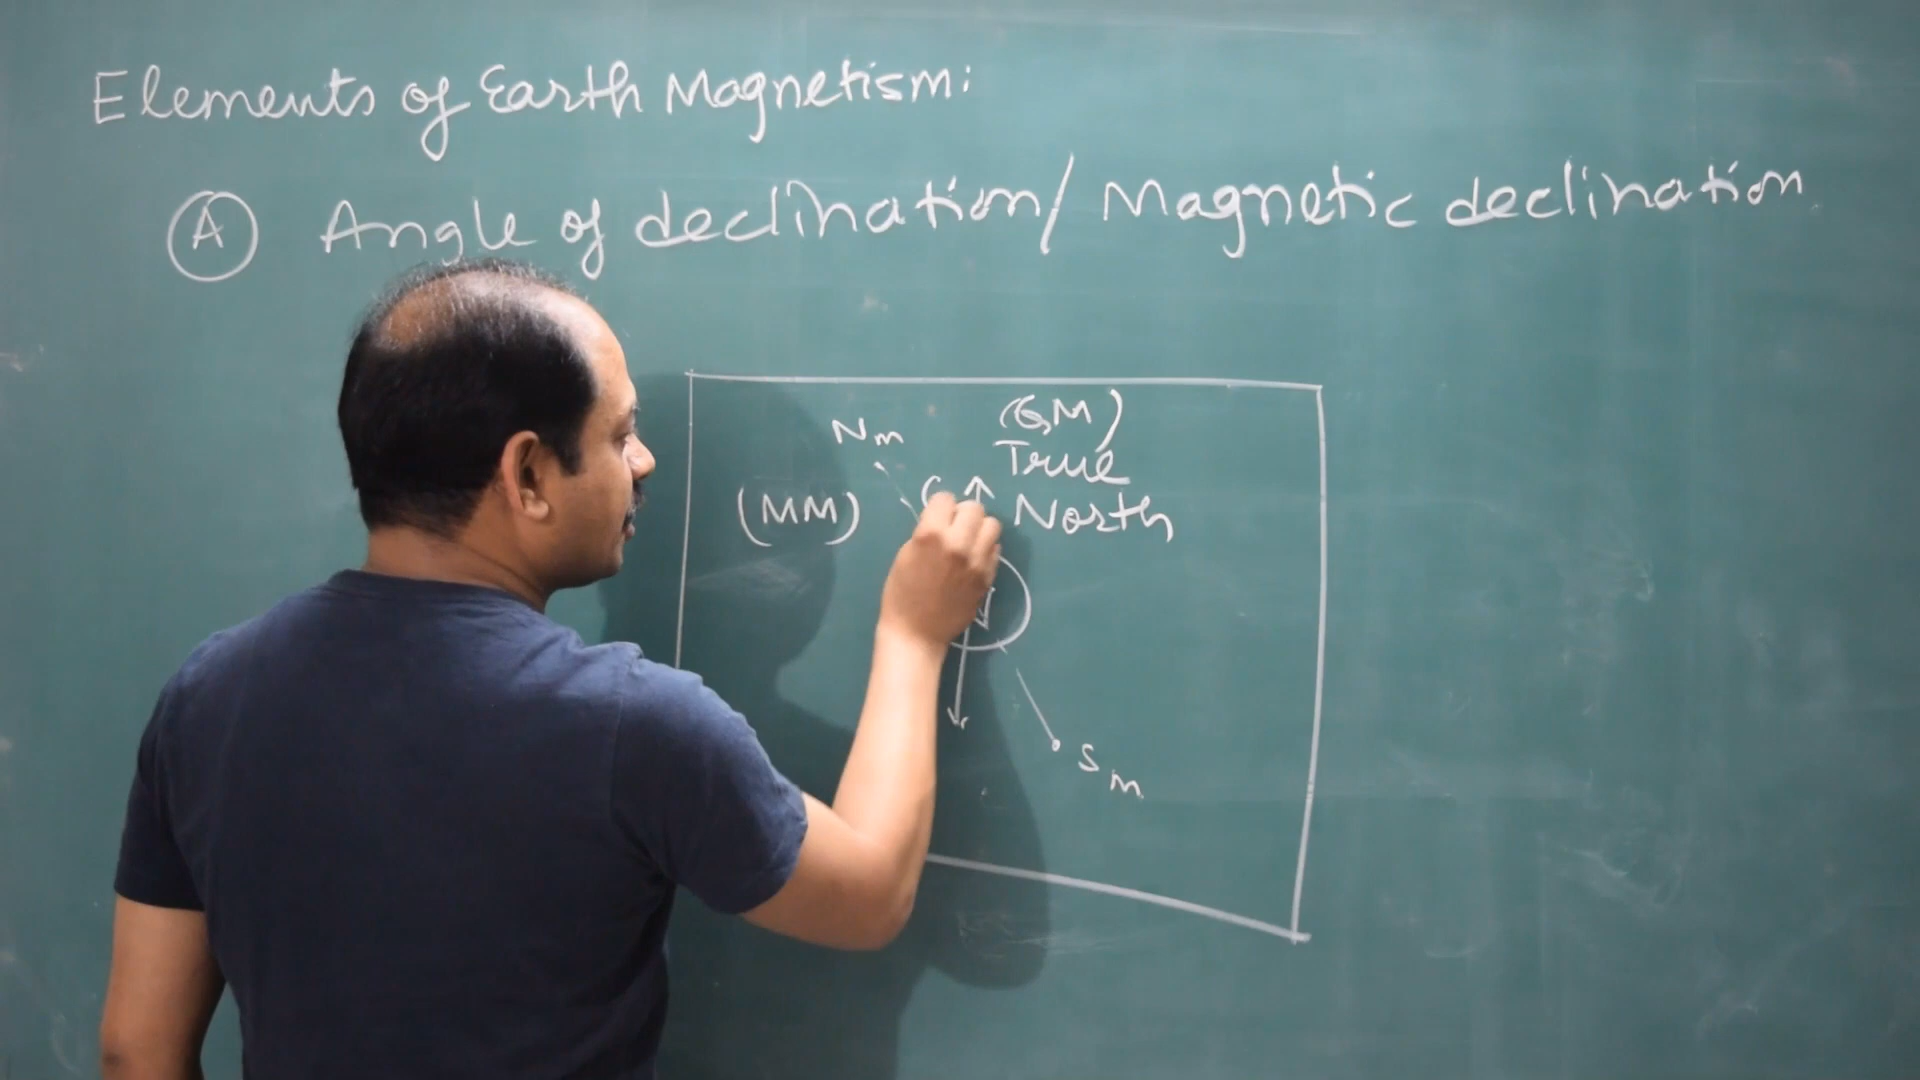 Elements of Earth Magnetism:
(A) Angle of declination/ Magnetic declination
(GM)
Nm
True
(MM)
North
Sm